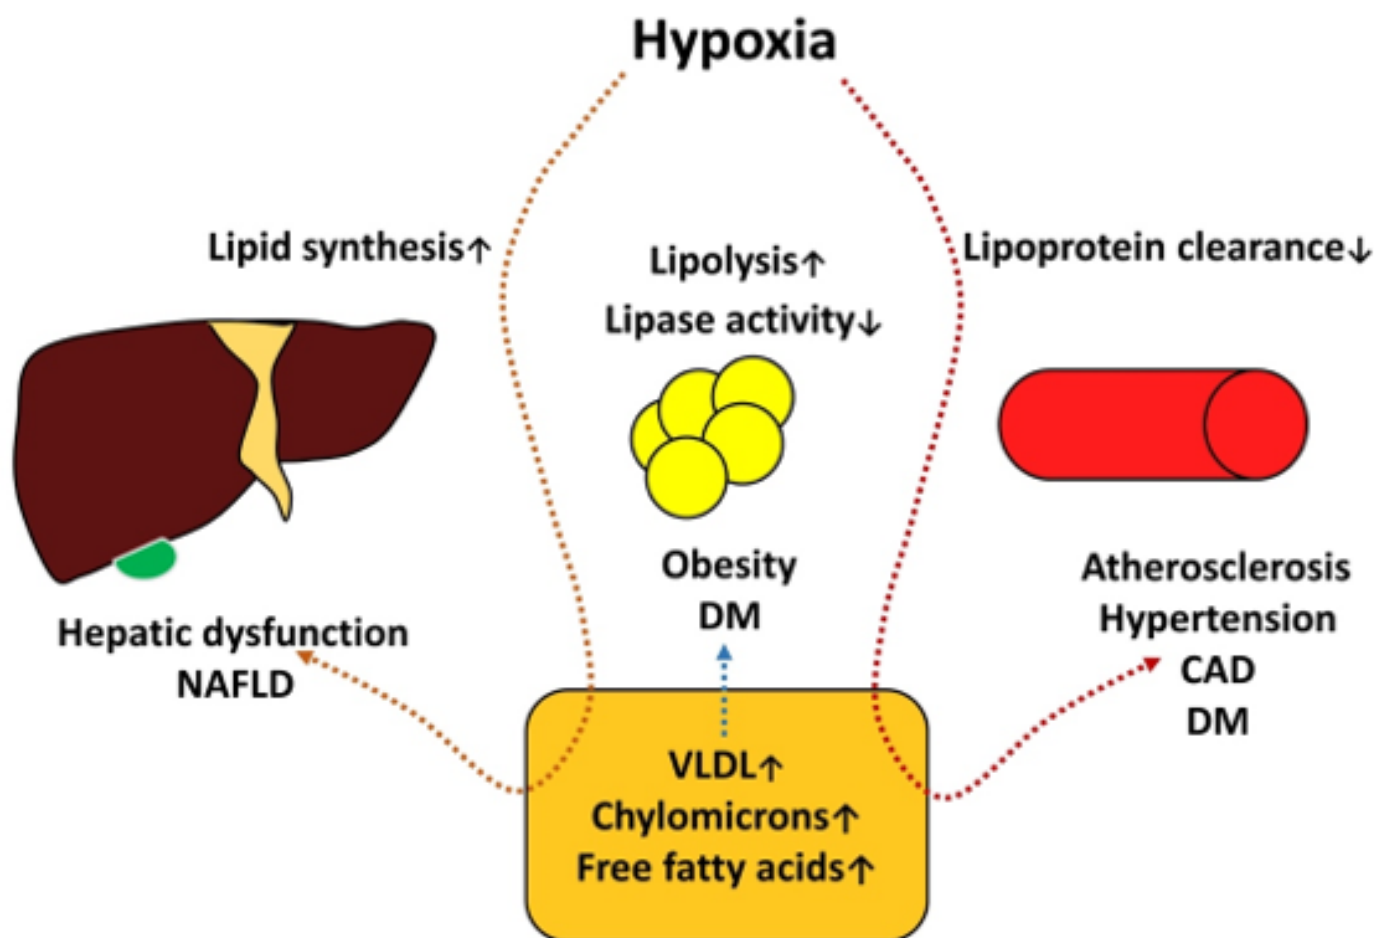 Hypoxia
Lipid synthesis↑
Lipolysis↑
Lipase activity↓
Lipoprotein clearance↓
Hepatic dysfunction
NAFLD
Obesity
DM
Atherosclerosis
Hypertension
CAD
DM
VLDL↑
Chylomicrons↑
Free fatty acids↑